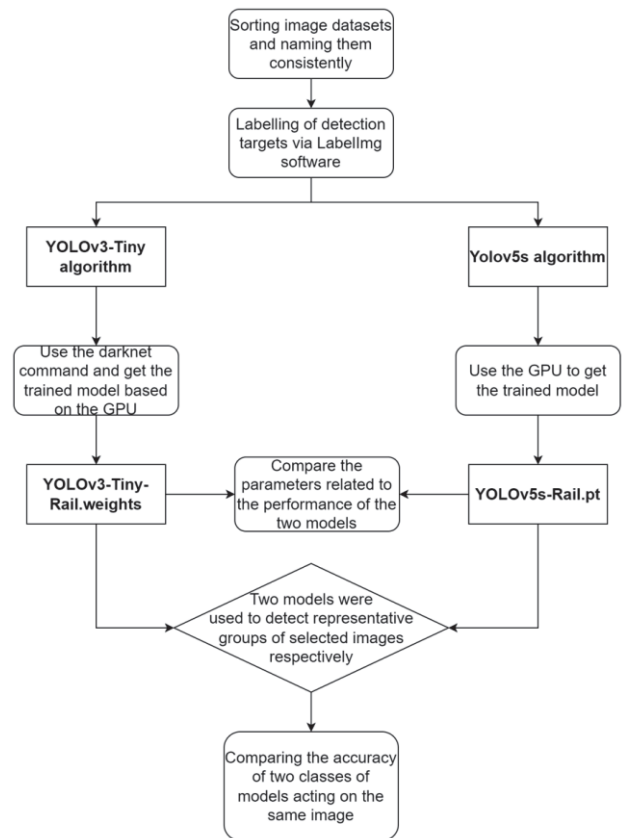 Sorting image datasets
and naming them
consistently
Labelling of detection
targets via LabelImg
software
YOLOv3-Tiny
algorithm
Yolov5s algorithm
Use the darknet
command and get the
trained model based
on the GPU
Use the GPU to get
the trained model
YOLOv3-Tiny-
Rail.weights
Compare the
parameters related to
the performance of the
two models
YOLOv5s-Rail.pt
Two models were
used to detect representative
groups of selected images
respectively
Comparing the accuracy
of two classes of
models acting on the
same image